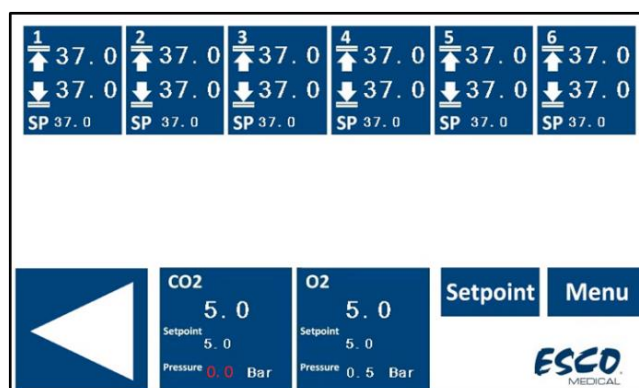 1 2 3 4 5 6
37.0 37.0 37.0 37.0 37.0 37.0
37.0 37.0 37.0 37.0 37.0 37.0
SP 37.0 SP 37.0 SP 37.0 SP 37.0 SP 37.0 SP 37.0
CO2
5.0
Setpoint
5.0
Pressure 0.0 Bar
O2
5.0
Setpoint
5.0
Pressure 0.5 Bar
Setpoint
Menu
ESCO
MEDICAL